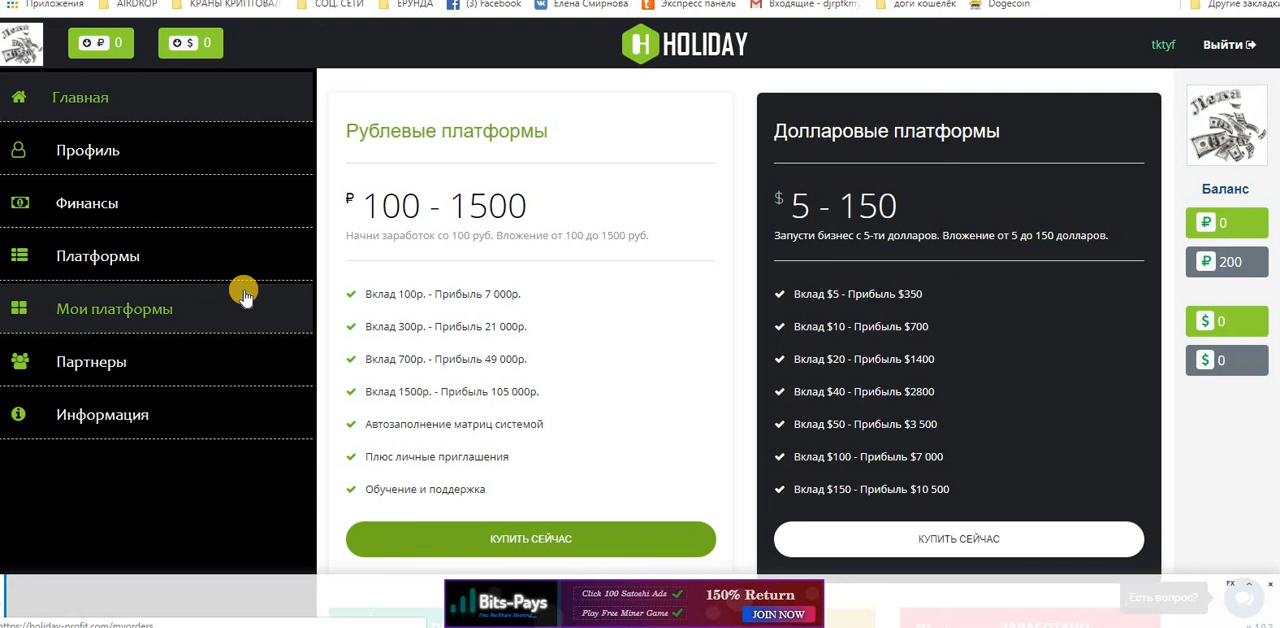 Приложения AIRDROP КРАНЫ КРИПТОВАЛ СОЦ. СЕТИ ЕРУНДА (3) Facebook Елена Смирнова Экспресс панель Входящие - djrpfkmy доги кошелёк Dogecoin Другие закладки
₽ 0 $ 0 HOLIDAY tktyf Выйти
Главная
Профиль
Финансы
Платформы
Мои платформы
Партнеры
Информация
Рублевые платформы
₽ 100 - 1500
Начни заработок со 100 руб. Вложение от 100 до 1500 руб.
Вклад 100р. - Прибыль 7 000р.
Вклад 300р. - Прибыль 21 000р.
Вклад 700р. - Прибыль 49 000р.
Вклад 1500р. - Прибыль 105 000р.
Автозаполнение матриц системой
Плюс личные приглашения
Обучение и поддержка
КУПИТЬ СЕЙЧАС
Долларовые платформы
$ 5 - 150
Запусти бизнес с 5-ти долларов. Вложение от 5 до 150 долларов.
Вклад $5 - Прибыль $350
Вклад $10 - Прибыль $700
Вклад $20 - Прибыль $1400
Вклад $40 - Прибыль $2800
Вклад $50 - Прибыль $3 500
Вклад $100 - Прибыль $7 000
Вклад $150 - Прибыль $10 500
КУПИТЬ СЕЙЧАС
Лена
Баланс
₽ 0
₽ 200
$ 0
$ 0
Bits-Pays
Click 100 Satoshi Ads
Play Free Miner Game
150% Return
JOIN NOW
FX
Есть вопрос?
ЗАРАБОТАНО
https://holiday-profit.com/myorders
v 1.0.2